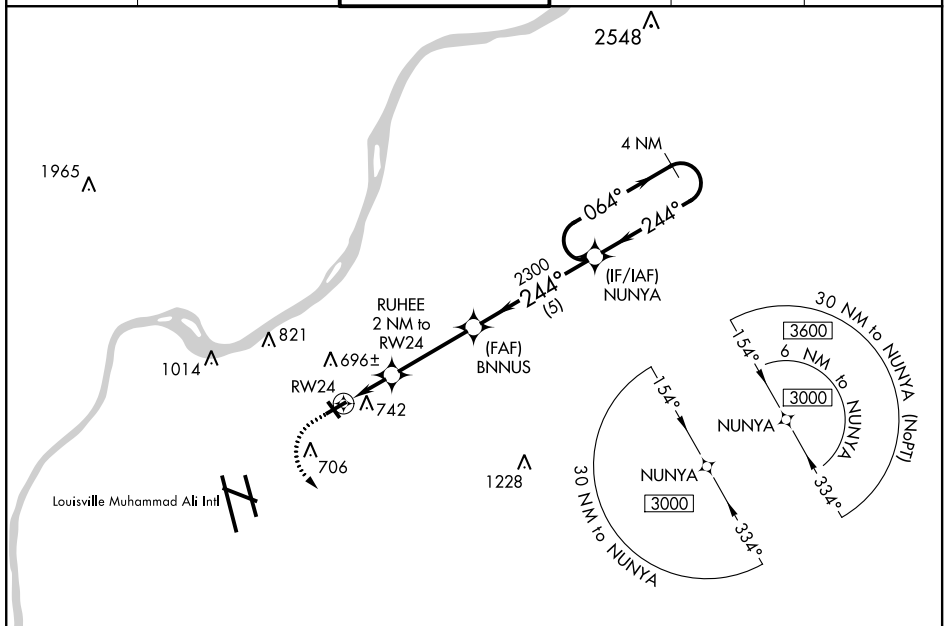 2548
1965
4 NM
064°
244°
2300
244°
(5)
(IF/IAF)
NUNYA
RUHEE
2 NM to
RW24
(FAF)
BNNUS
821
1014
696±
RW24
742
706
1228
Louisville Muhammad Ali Intl
30 NM to NUNYA (NoPT)
3600
154°
6 NM to NUNYA
3000
NUNYA
334°
154°
NUNYA
3000
334°
30 NM to NUNYA